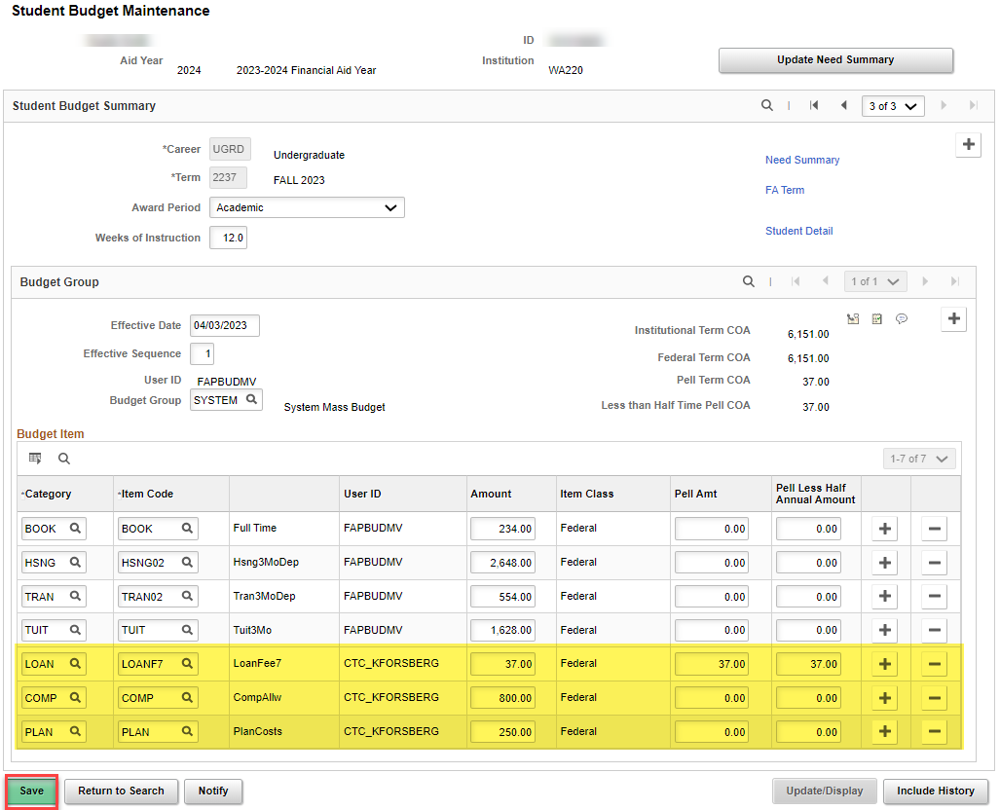 Student Budget Maintenance
ID
Aid Year 2024 2023-2024 Financial Aid Year Institution WA220 Update Need Summary
Student Budget Summary 3 of 3
*Career UGRD Undergraduate
Need Summary
*Term 2237 FALL 2023
FA Term
Award Period Academic
Student Detail
Weeks of Instruction 12.0
Budget Group 1 of 1
Effective Date 04/03/2023
Institutional Term COA 6,151.00
Effective Sequence 1
Federal Term COA 6,151.00
User ID FAPBUDMV
Pell Term COA 37.00
Budget Group SYSTEM System Mass Budget
Less than Half Time Pell COA 37.00
Budget Item
1-7 of 7
*Category *Item Code User ID Amount Item Class Pell Amt Pell Less Half
Annual Amount
BOOK BOOK Full Time FAPBUDMV 234.00 Federal 0.00 0.00
HSNG HSNG02 Hsng3MoDep FAPBUDMV 2,648.00 Federal 0.00 0.00
TRAN TRAN02 Tran3MoDep FAPBUDMV 554.00 Federal 0.00 0.00
TUIT TUIT Tuit3Mo FAPBUDMV 1,628.00 Federal 0.00 0.00
LOAN LOANF7 LoanFee7 CTC_KFORSBERG 37.00 Federal 37.00 37.00
COMP COMP CompAllw CTC_KFORSBERG 800.00 Federal 0.00 0.00
PLAN PLAN PlanCosts CTC_KFORSBERG 250.00 Federal 0.00 0.00
Save Return to Search Notify Update/Display Include History